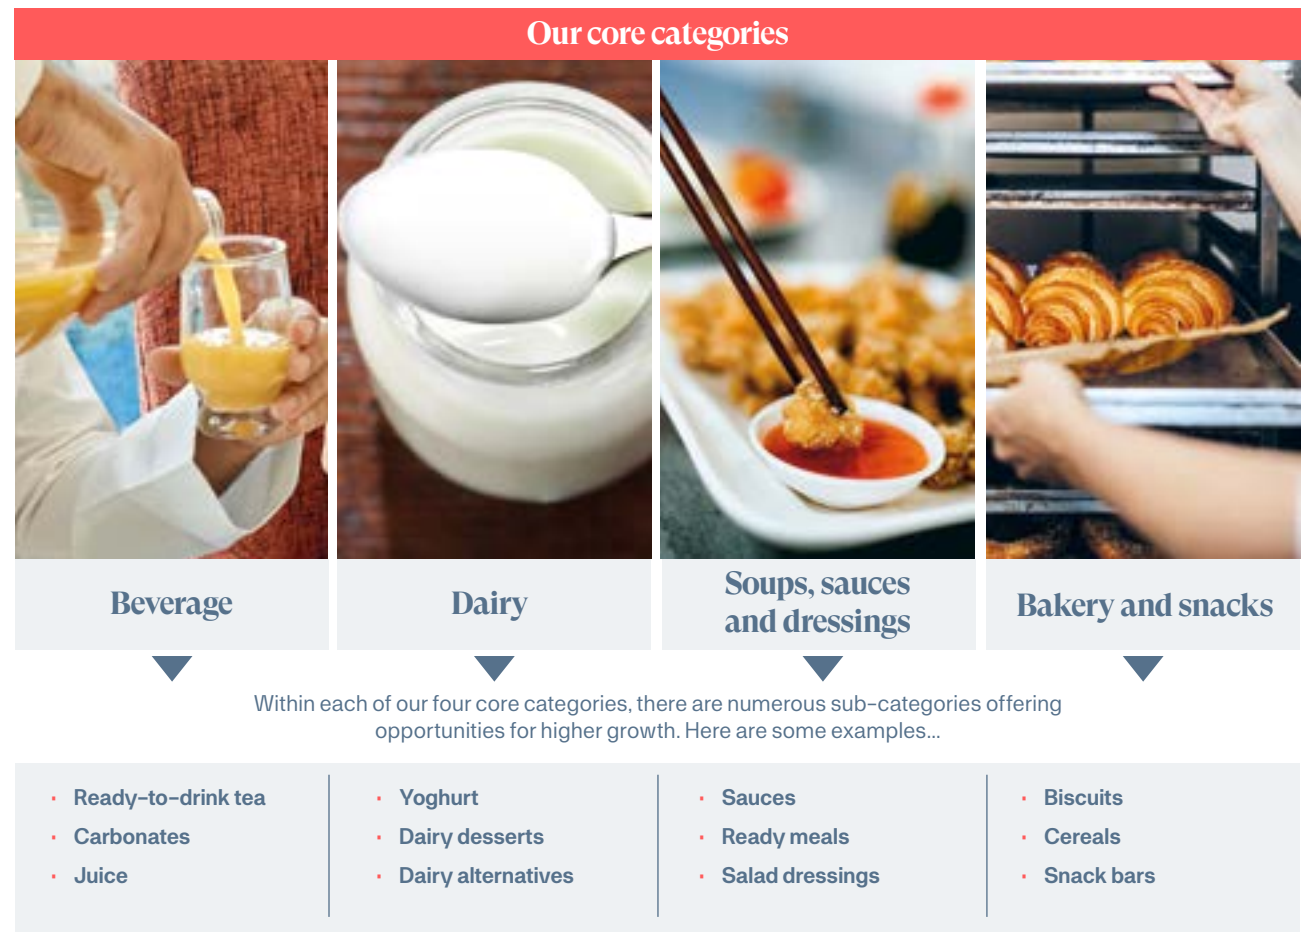 Our core categories
Beverage
Dairy
Soups, sauces
and dressings
Bakery and snacks
Within each of our four core categories, there are numerous sub-categories offering
opportunities for higher growth. Here are some examples...
· Ready-to-drink tea
· Carbonates
· Juice
· Yoghurt
· Dairy desserts
· Dairy alternatives
· Sauces
· Ready meals
· Salad dressings
· Biscuits
· Cereals
· Snack bars